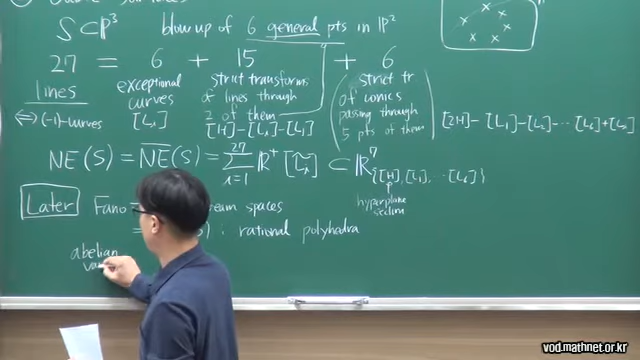 S ⊂ P³ blow up of 6 general pts in P²
27 = 6 + 15 + 6
lines exceptional curves [Lᵢ] strict transforms of lines through 2 of them [H]-[Lᵢ]-[Lⱼ] ( strict tr of conics passing through 5 pts of them ) [2H]-[L₁]-[L₂]-...[L₆]+[Lᵢ]
⇔ (-1)-curves
NE(S) = NE(S) = Σ²⁷ᵢ₌₁ R⁺ [L̃ᵢ] ⊂ R⁷ {[H], [L₁], ... [L₆]}
hyperplane section
Later Fano spaces
: rational polyhedra
abelian
va
vod.mathnet.or.kr